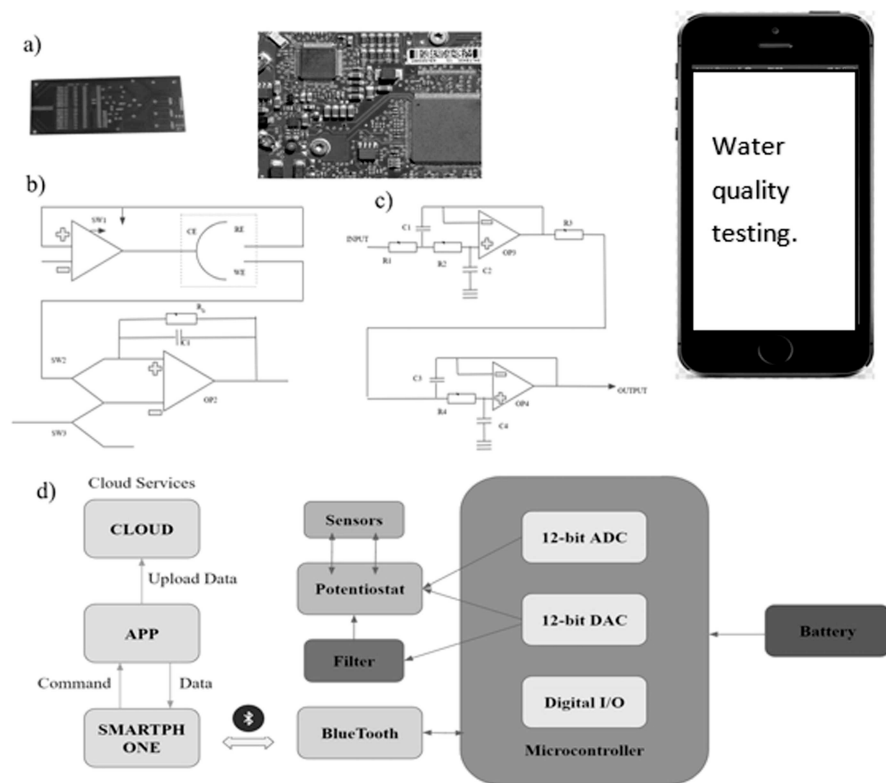 a)
Water
quality
testing.
b)
SW1
CE
RE
WE
c)
C1
R3
INPUT
OP3
R1
R2
C2
C1
SW2
OP2
SW3
C3
OUTPUT
R4
OP4
C4
d)
Cloud Services
CLOUD
Upload Data
APP
Command
Data
SMARTPH
ONE
Sensors
Potentiostat
Filter
BlueTooth
12-bit ADC
12-bit DAC
Digital I/O
Microcontroller
Battery